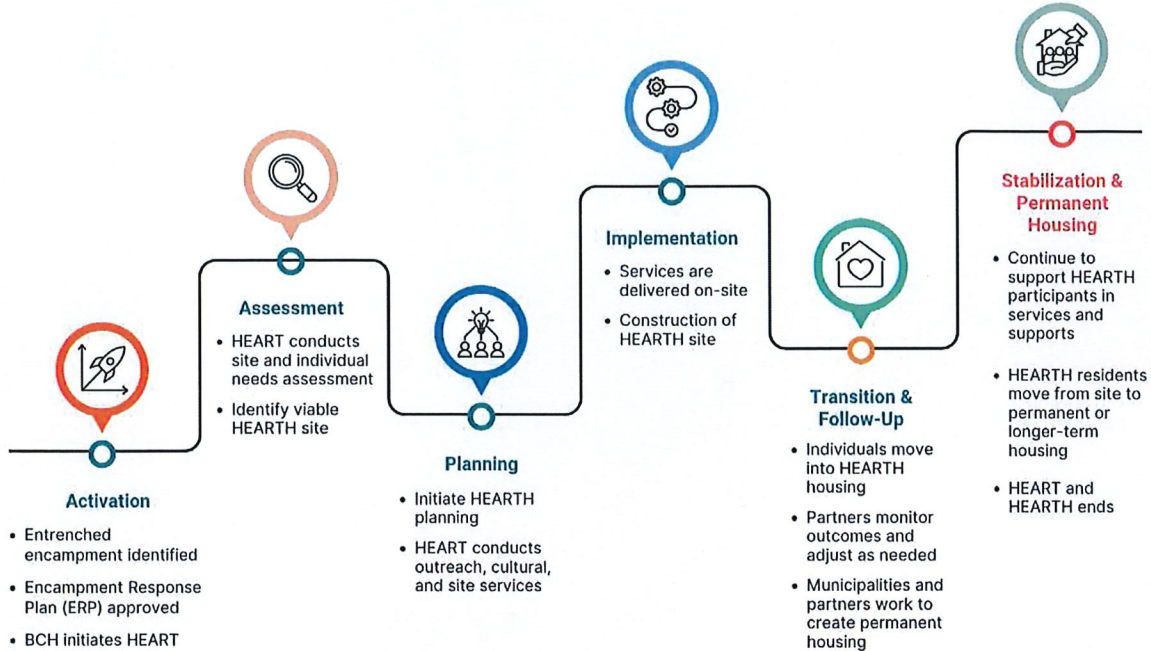 Activation
• Entrenched
encampment identified
• Encampment Response
Plan (ERP) approved
• BCH initiates HEART
Assessment
• HEART conducts
site and individual
needs assessment
• Identify viable
HEARTH site
Planning
• Initiate HEARTH
planning
• HEART conducts
outreach, cultural,
and site services
Implementation
• Services are
delivered on-site
• Construction of
HEARTH site
Transition &
Follow-Up
• Individuals move
into HEARTH
housing
• Partners monitor
outcomes and
adjust as needed
• Municipalities and
partners work to
create permanent
housing
Stabilization &
Permanent
Housing
• Continue to
support HEARTH
participants in
services and
supports
• HEARTH residents
move from site to
permanent or
longer-term
housing
• HEART and
HEARTH ends